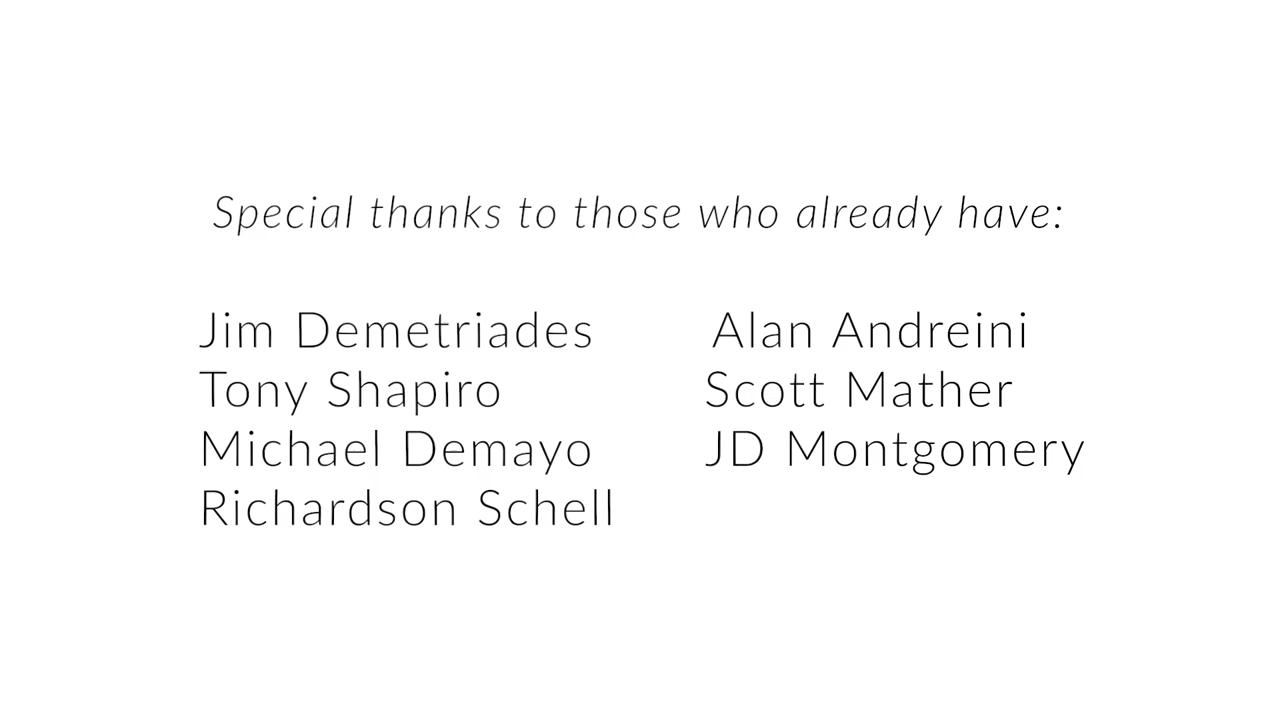 Special thanks to those who already have:
Jim Demetriades
Tony Shapiro
Michael Demayo
Richardson Schell
Alan Andreini
Scott Mather
JD Montgomery